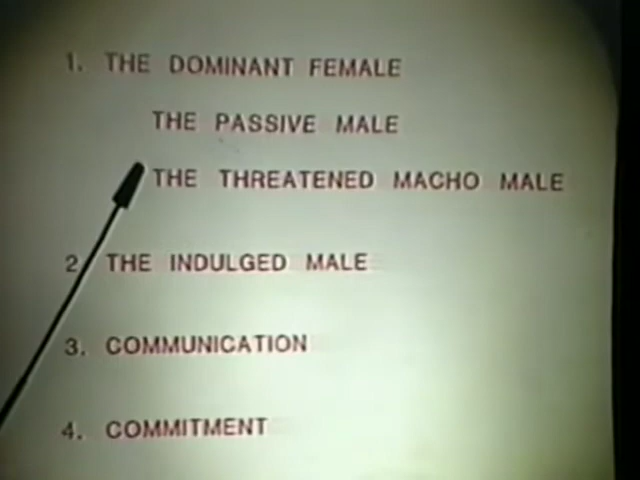 1. THE DOMINANT FEMALE
THE PASSIVE MALE
THE THREATENED MACHO MALE
2 THE INDULGED MALE
3. COMMUNICATION
4. COMMITMENT